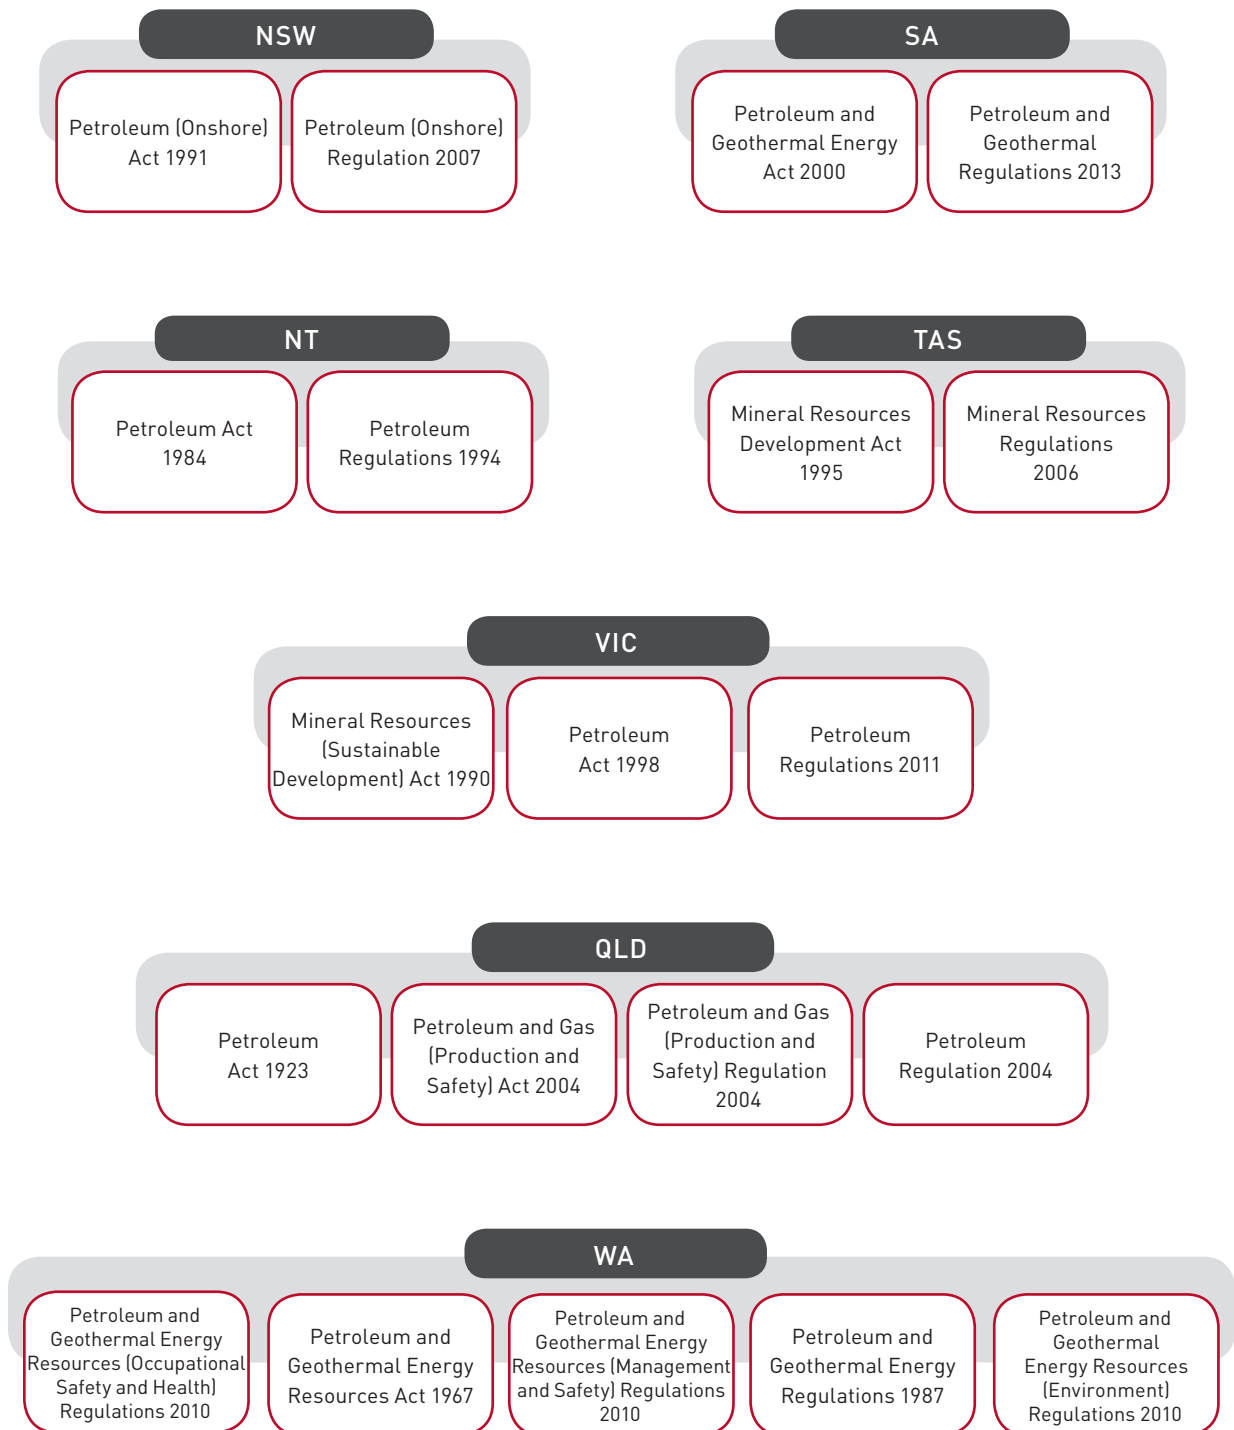 NSW
Petroleum (Onshore)
Act 1991
Petroleum (Onshore)
Regulation 2007
SA
Petroleum and
Geothermal Energy
Act 2000
Petroleum and
Geothermal
Regulations 2013
NT
Petroleum Act
1984
Petroleum
Regulations 1994
TAS
Mineral Resources
Development Act
1995
Mineral Resources
Regulations
2006
VIC
Mineral Resources
(Sustainable
Development) Act 1990
Petroleum
Act 1998
Petroleum
Regulations 2011
QLD
Petroleum
Act 1923
Petroleum and Gas
(Production and
Safety) Act 2004
Petroleum and Gas
(Production and
Safety) Regulation
2004
Petroleum
Regulation 2004
WA
Petroleum and
Geothermal Energy
Resources (Occupational
Safety and Health)
Regulations 2010
Petroleum and
Geothermal Energy
Resources Act 1967
Petroleum and
Geothermal Energy
Resources (Management
and Safety) Regulations
2010
Petroleum and
Geothermal Energy
Regulations 1987
Petroleum and
Geothermal
Energy Resources
(Environment)
Regulations 2010